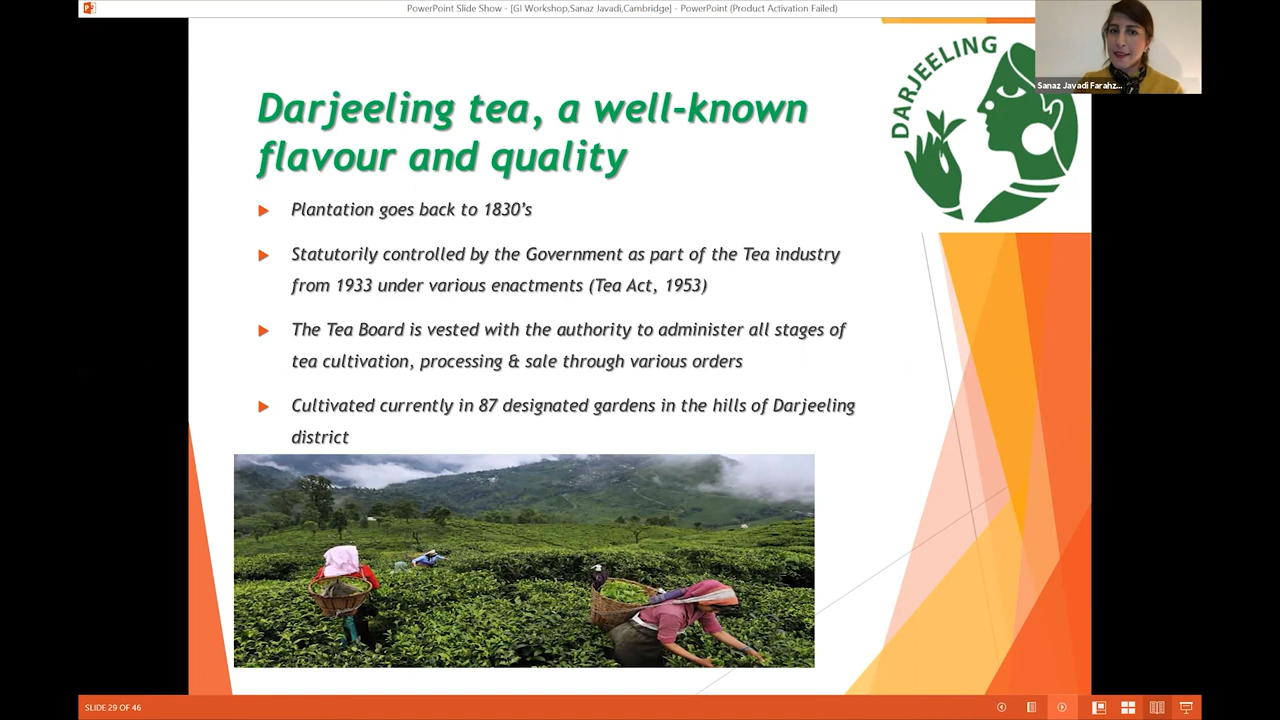 PowerPoint Slide Show - [GI Workshop,Sanaz Javadi,Cambridge] - PowerPoint (Product Activation Failed)
DARJEELING
Sanaz Javadi Farahz...
Darjeeling tea, a well-known
flavour and quality
Plantation goes back to 1830's
Statutorily controlled by the Government as part of the Tea industry
from 1933 under various enactments (Tea Act, 1953)
The Tea Board is vested with the authority to administer all stages of
tea cultivation, processing & sale through various orders
Cultivated currently in 87 designated gardens in the hills of Darjeeling
district
SLIDE 29 OF 46